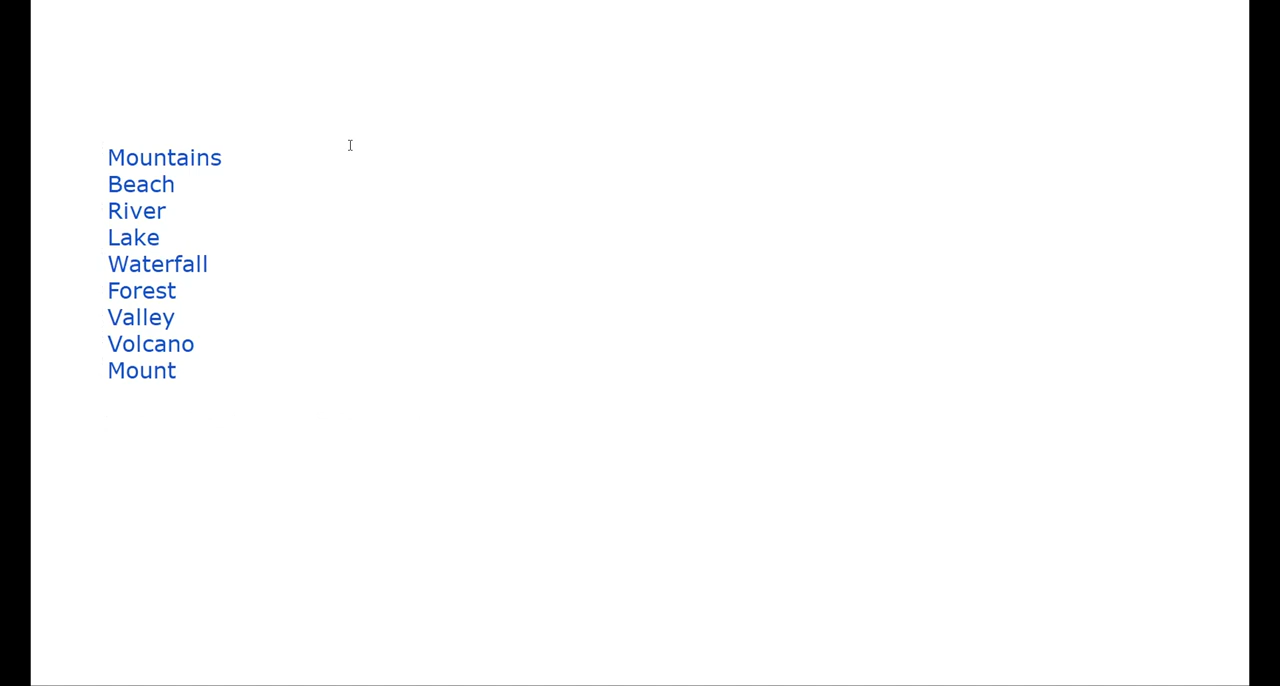 Mountains
Beach
River
Lake
Waterfall
Forest
Valley
Volcano
Mount